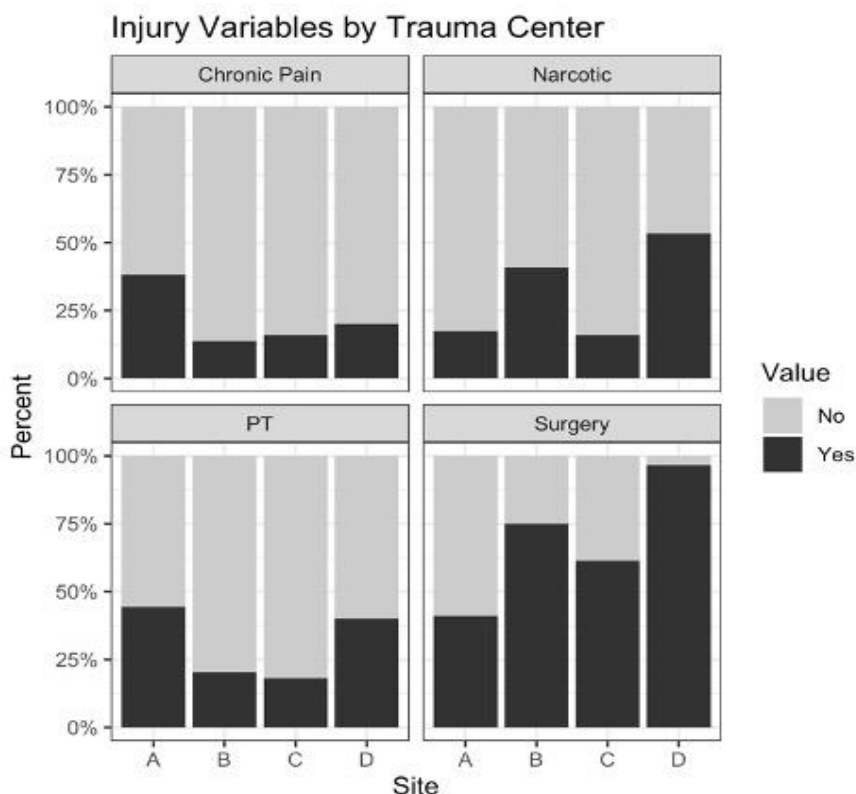 Injury Variables by Trauma Center
Chronic Pain
Narcotic
100%
75%
50%
25%
0%
PT
Surgery
100%
75%
50%
25%
0%
A B C D
A B C D
Site
Percent
Value
No
Yes